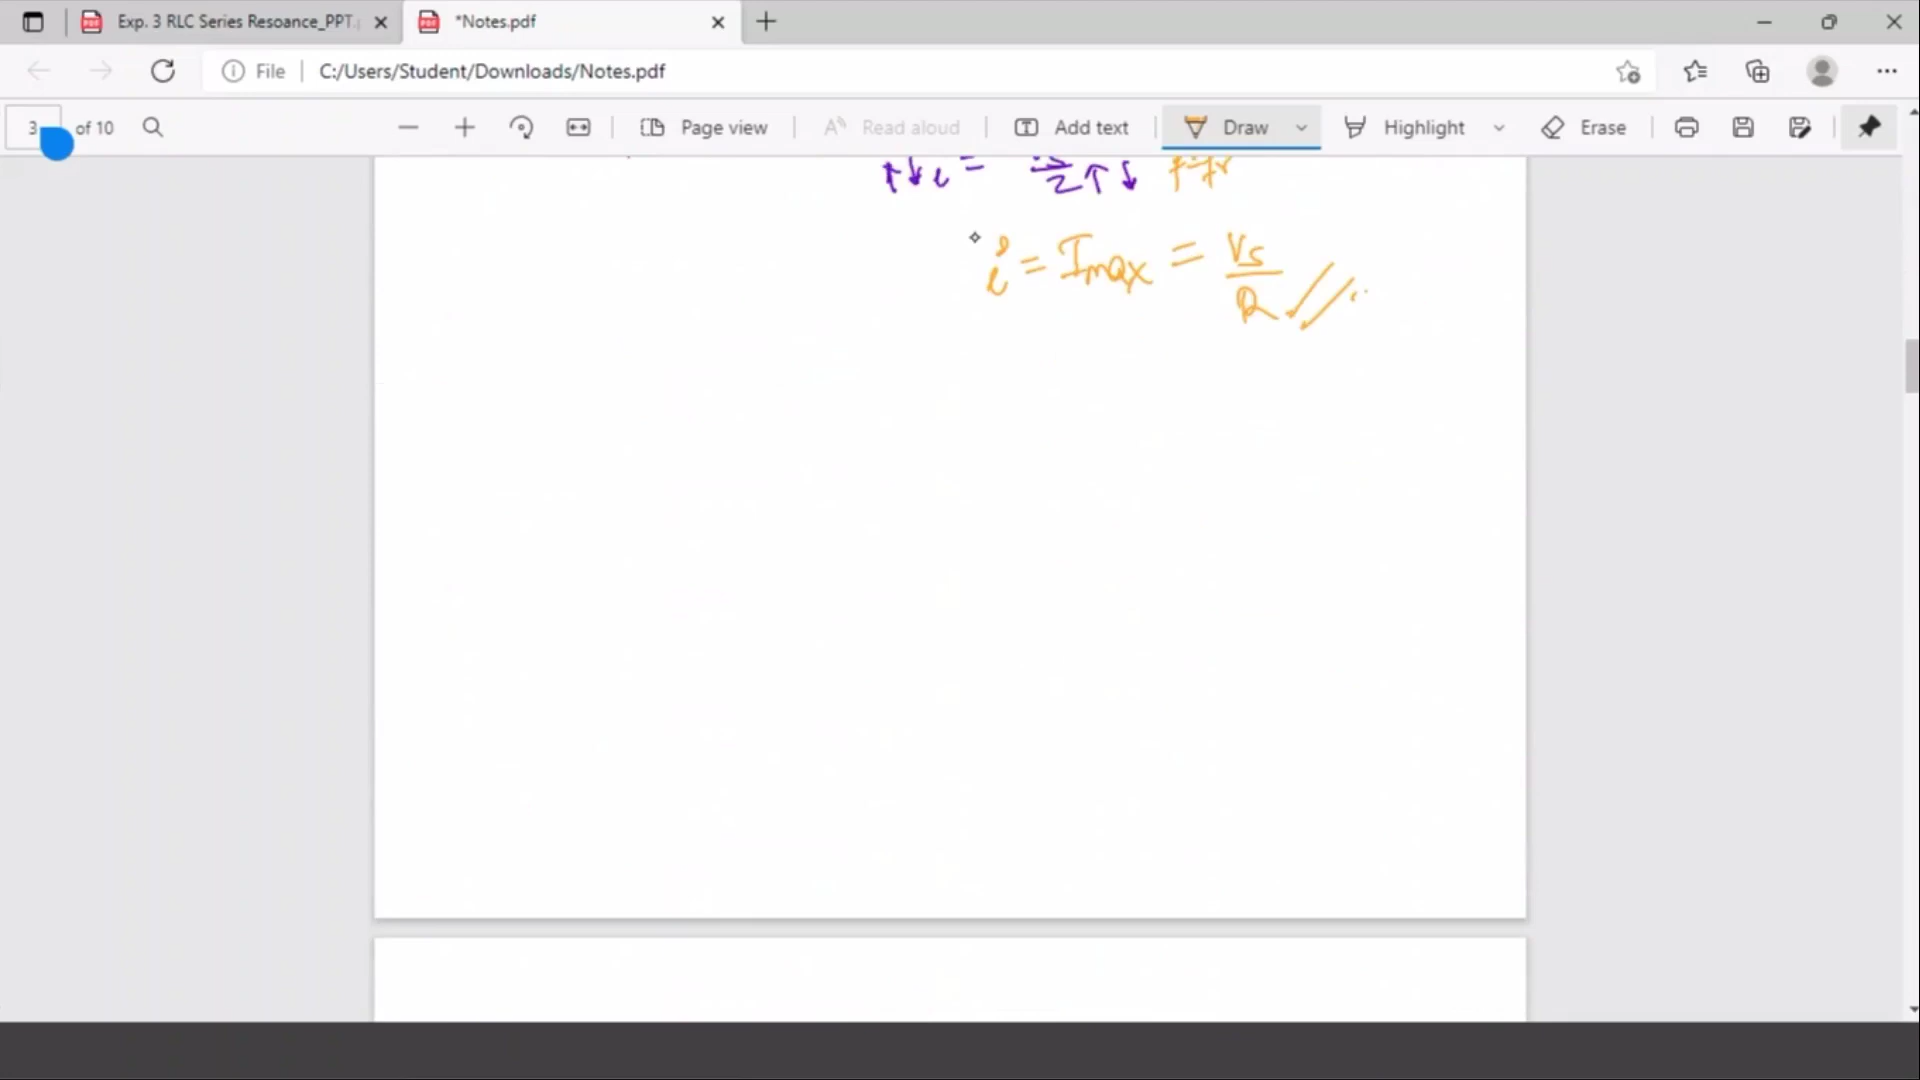 Exp. 3 RLC Series Resoance_PPT.
*Notes.pdf
File C:/Users/Student/Downloads/Notes.pdf
3 of 10 Page view Read aloud Add text Draw Highlight Erase
↑↓ i = ↑↓
i = Imax = Vs
R